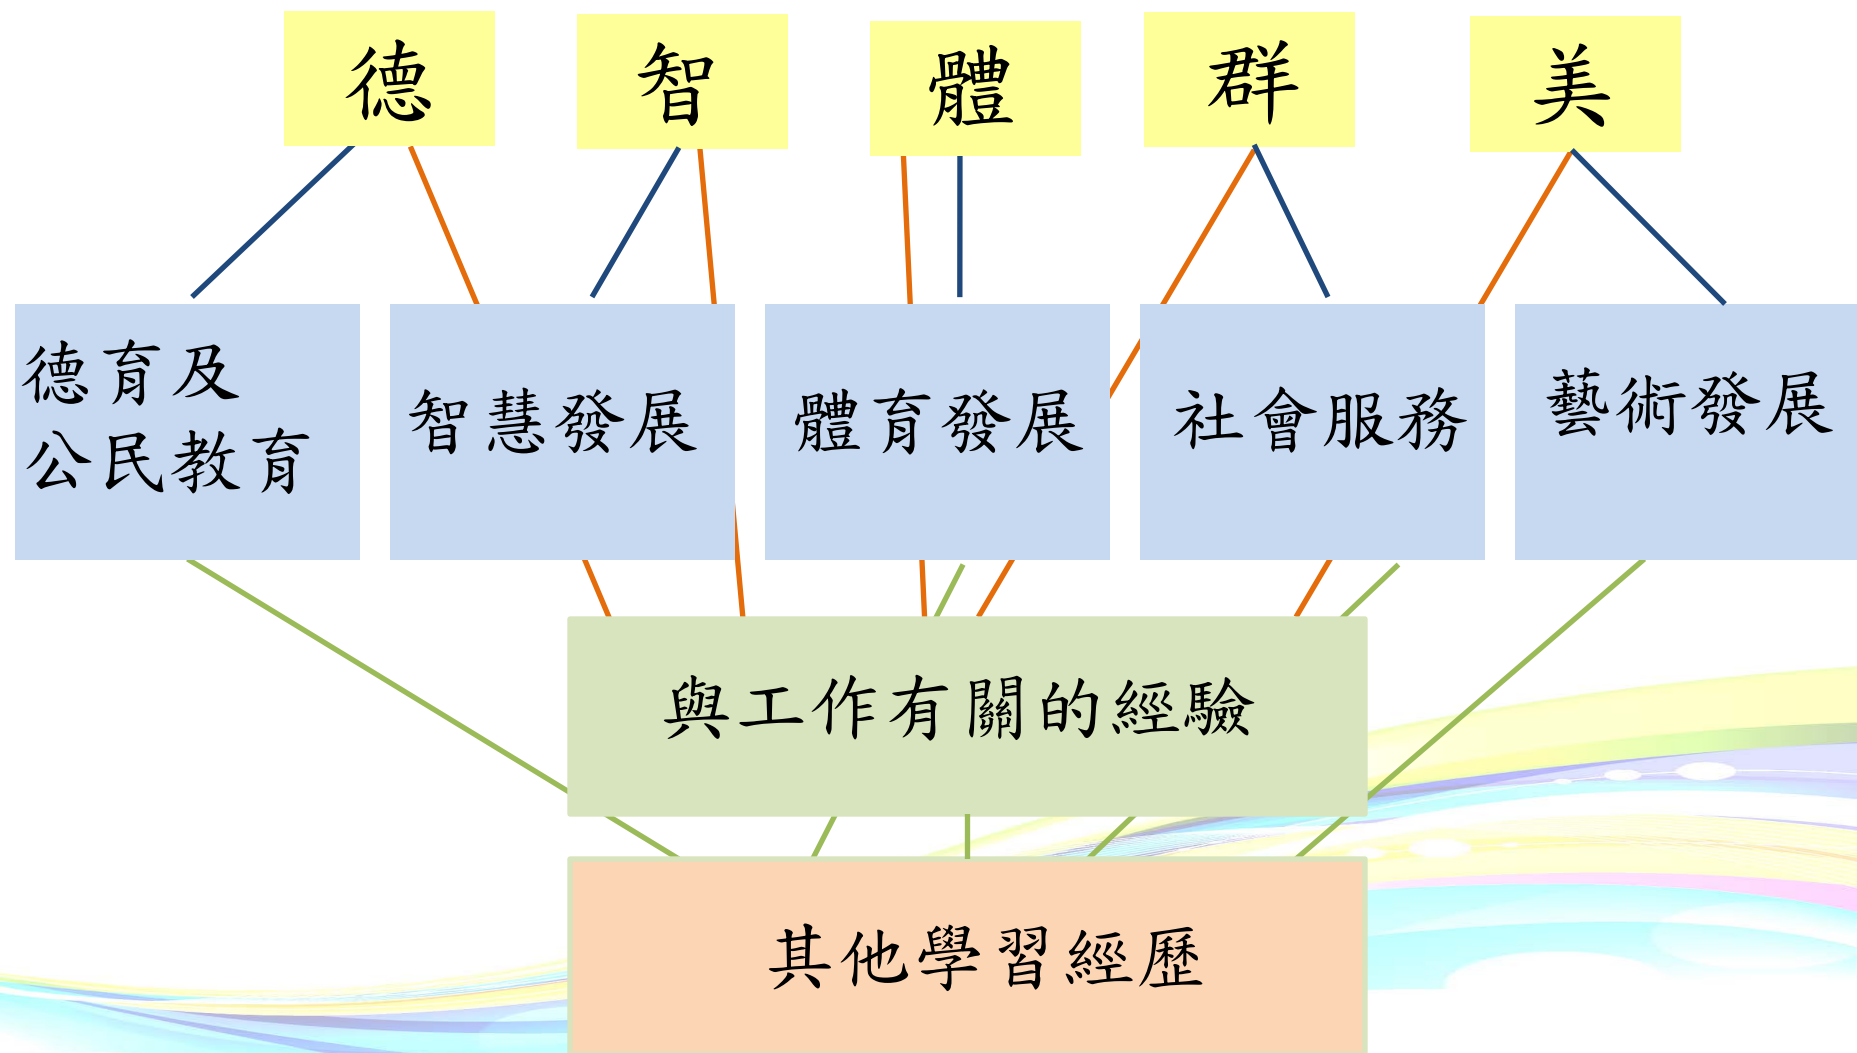 德
智
體
群
美
德育及
公民教育
智慧發展
體育發展
社會服務
藝術發展
與工作有關的經驗
其他學習經歷